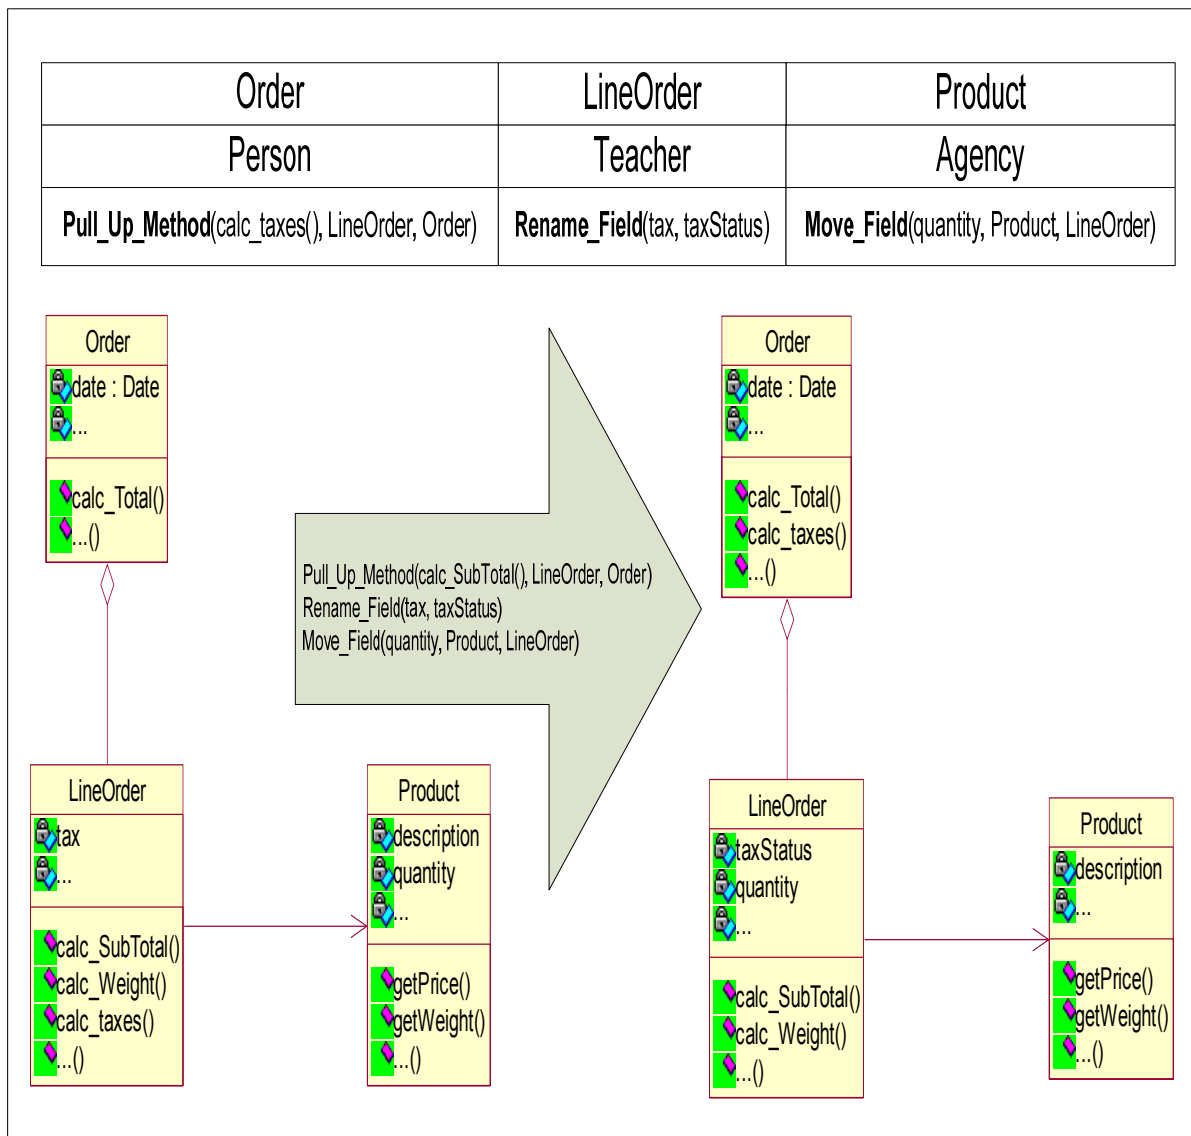 Order LineOrder Product
Person Teacher Agency
Pull_Up_Method(calc_taxes(), LineOrder, Order) Rename_Field(tax, taxStatus) Move_Field(quantity, Product, LineOrder)
Order
date : Date
...
calc_Total()
...()
Pull_Up_Method(calc_SubTotal(), LineOrder, Order)
Rename_Field(tax, taxStatus)
Move_Field(quantity, Product, LineOrder)
Order
date : Date
...
calc_Total()
calc_taxes()
...()
LineOrder
tax
...
calc_SubTotal()
calc_Weight()
calc_taxes()
...()
Product
description
quantity
...
getPrice()
getWeight()
...()
LineOrder
taxStatus
quantity
...
calc_SubTotal()
calc_Weight()
...()
Product
description
...
getPrice()
getWeight()
...()